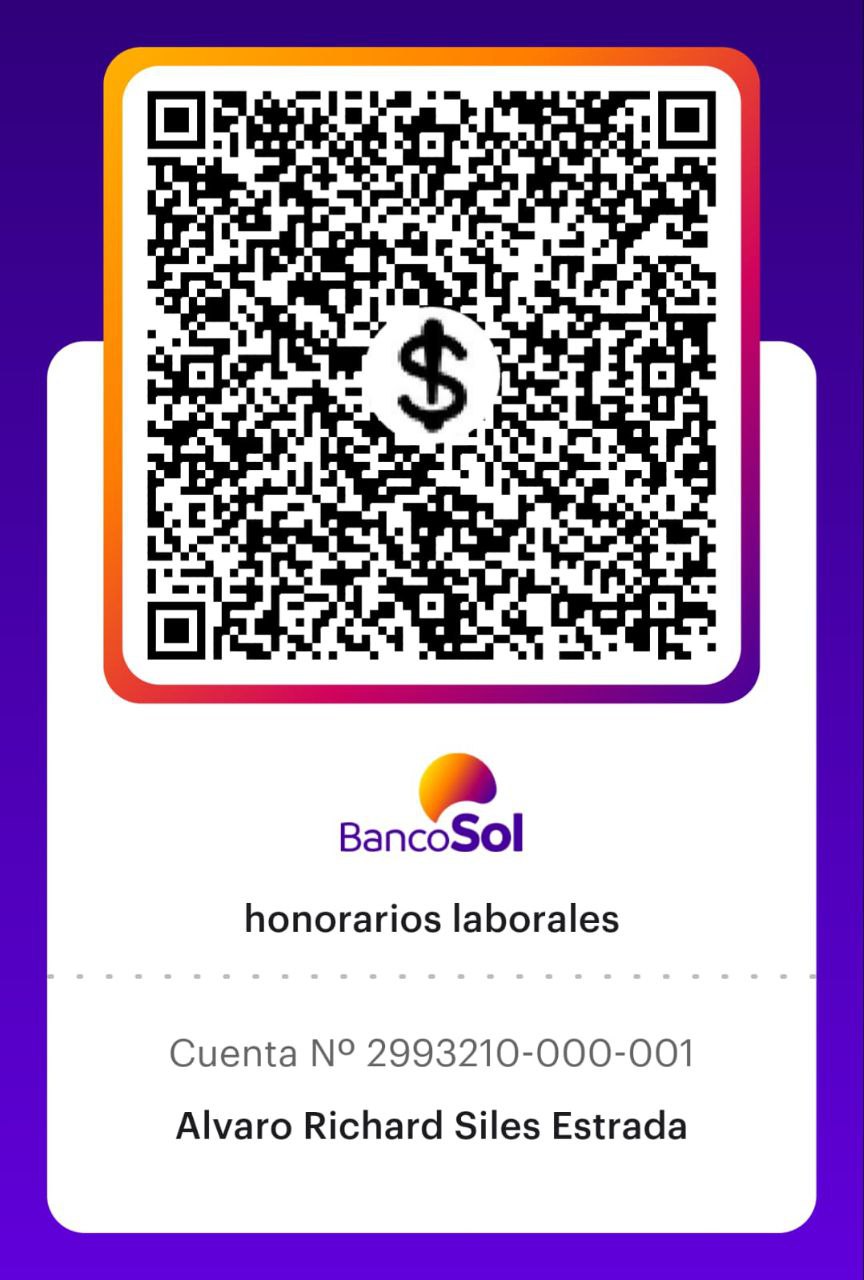 $
BancoSol
honorarios laborales
Cuenta Nº 2993210-000-001
Alvaro Richard Siles Estrada